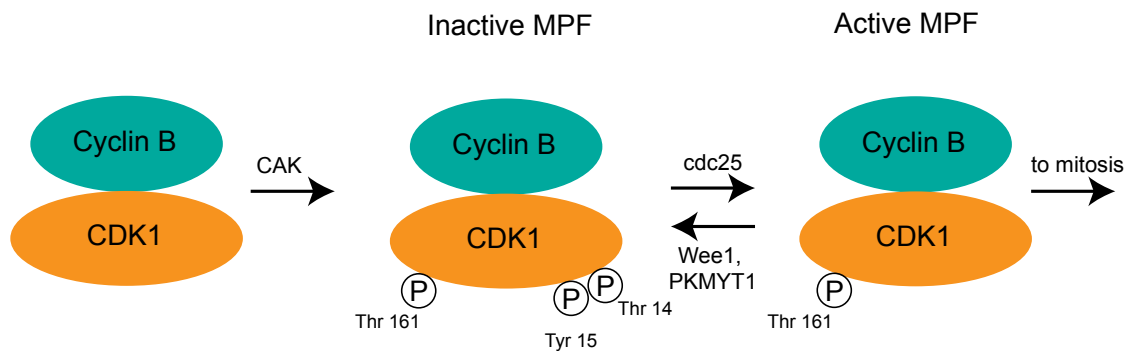 Inactive MPF
Active MPF
Cyclin B
CDK1
CAK
Cyclin B
CDK1
P
Thr 161
P
Tyr 15
P
Thr 14
cdc25
Wee1,
PKMYT1
Cyclin B
CDK1
P
Thr 161
to mitosis